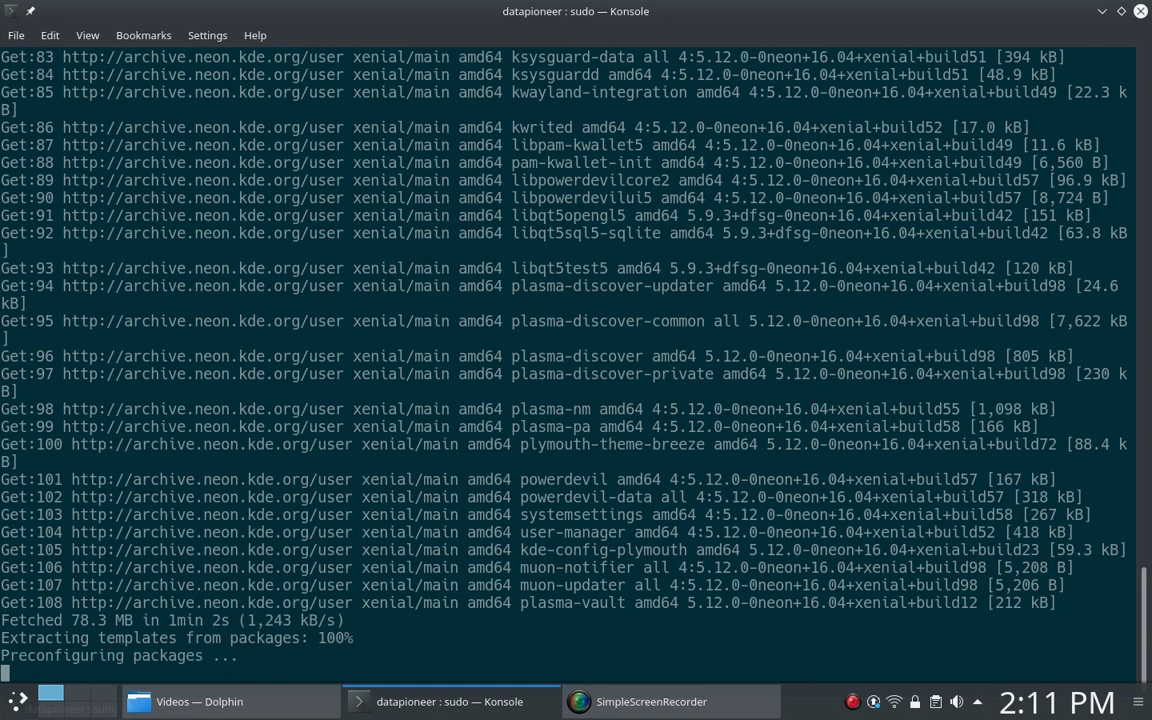 datapioneer : sudo — Konsole
File Edit View Bookmarks Settings Help
Get:83 http://archive.neon.kde.org/user xenial/main amd64 ksysguard-data all 4:5.12.0-0neon+16.04+xenial+build51 [394 kB]
Get:84 http://archive.neon.kde.org/user xenial/main amd64 ksysguardd amd64 4:5.12.0-0neon+16.04+xenial+build51 [48.9 kB]
Get:85 http://archive.neon.kde.org/user xenial/main amd64 kwayland-integration amd64 4:5.12.0-0neon+16.04+xenial+build49 [22.3 k
B]
Get:86 http://archive.neon.kde.org/user xenial/main amd64 kwrited amd64 4:5.12.0-0neon+16.04+xenial+build52 [17.0 kB]
Get:87 http://archive.neon.kde.org/user xenial/main amd64 libpam-kwallet5 amd64 4:5.12.0-0neon+16.04+xenial+build49 [11.6 kB]
Get:88 http://archive.neon.kde.org/user xenial/main amd64 pam-kwallet-init amd64 4:5.12.0-0neon+16.04+xenial+build49 [6,560 B]
Get:89 http://archive.neon.kde.org/user xenial/main amd64 libpowerdevilcore2 amd64 4:5.12.0-0neon+16.04+xenial+build57 [96.9 kB]
Get:90 http://archive.neon.kde.org/user xenial/main amd64 libpowerdevilui5 amd64 4:5.12.0-0neon+16.04+xenial+build57 [8,724 B]
Get:91 http://archive.neon.kde.org/user xenial/main amd64 libqt5opengl5 amd64 5.9.3+dfsg-0neon+16.04+xenial+build42 [151 kB]
Get:92 http://archive.neon.kde.org/user xenial/main amd64 libqt5sql5-sqlite amd64 5.9.3+dfsg-0neon+16.04+xenial+build42 [63.8 kB
]
Get:93 http://archive.neon.kde.org/user xenial/main amd64 libqt5test5 amd64 5.9.3+dfsg-0neon+16.04+xenial+build42 [120 kB]
Get:94 http://archive.neon.kde.org/user xenial/main amd64 plasma-discover-updater amd64 5.12.0-0neon+16.04+xenial+build98 [24.6
kB]
Get:95 http://archive.neon.kde.org/user xenial/main amd64 plasma-discover-common all 5.12.0-0neon+16.04+xenial+build98 [7,622 kB
]
Get:96 http://archive.neon.kde.org/user xenial/main amd64 plasma-discover amd64 5.12.0-0neon+16.04+xenial+build98 [805 kB]
Get:97 http://archive.neon.kde.org/user xenial/main amd64 plasma-discover-private amd64 5.12.0-0neon+16.04+xenial+build98 [230 k
B]
Get:98 http://archive.neon.kde.org/user xenial/main amd64 plasma-nm amd64 4:5.12.0-0neon+16.04+xenial+build55 [1,098 kB]
Get:99 http://archive.neon.kde.org/user xenial/main amd64 plasma-pa amd64 4:5.12.0-0neon+16.04+xenial+build58 [166 kB]
Get:100 http://archive.neon.kde.org/user xenial/main amd64 plymouth-theme-breeze amd64 5.12.0-0neon+16.04+xenial+build72 [88.4 k
B]
Get:101 http://archive.neon.kde.org/user xenial/main amd64 powerdevil amd64 4:5.12.0-0neon+16.04+xenial+build57 [167 kB]
Get:102 http://archive.neon.kde.org/user xenial/main amd64 powerdevil-data all 4:5.12.0-0neon+16.04+xenial+build57 [318 kB]
Get:103 http://archive.neon.kde.org/user xenial/main amd64 systemsettings amd64 4:5.12.0-0neon+16.04+xenial+build58 [267 kB]
Get:104 http://archive.neon.kde.org/user xenial/main amd64 user-manager amd64 4:5.12.0-0neon+16.04+xenial+build52 [418 kB]
Get:105 http://archive.neon.kde.org/user xenial/main amd64 kde-config-plymouth amd64 5.12.0-0neon+16.04+xenial+build23 [59.3 kB]
Get:106 http://archive.neon.kde.org/user xenial/main amd64 muon-notifier all 4:5.12.0-0neon+16.04+xenial+build98 [5,208 B]
Get:107 http://archive.neon.kde.org/user xenial/main amd64 muon-updater all 4:5.12.0-0neon+16.04+xenial+build98 [5,206 B]
Get:108 http://archive.neon.kde.org/user xenial/main amd64 plasma-vault amd64 5.12.0-0neon+16.04+xenial+build12 [212 kB]
Fetched 78.3 MB in 1min 2s (1,243 kB/s)
Extracting templates from packages: 100%
Preconfiguring packages ...
Videos — Dolphin
datapioneer : sudo — Konsole
SimpleScreenRecorder
2:11 PM